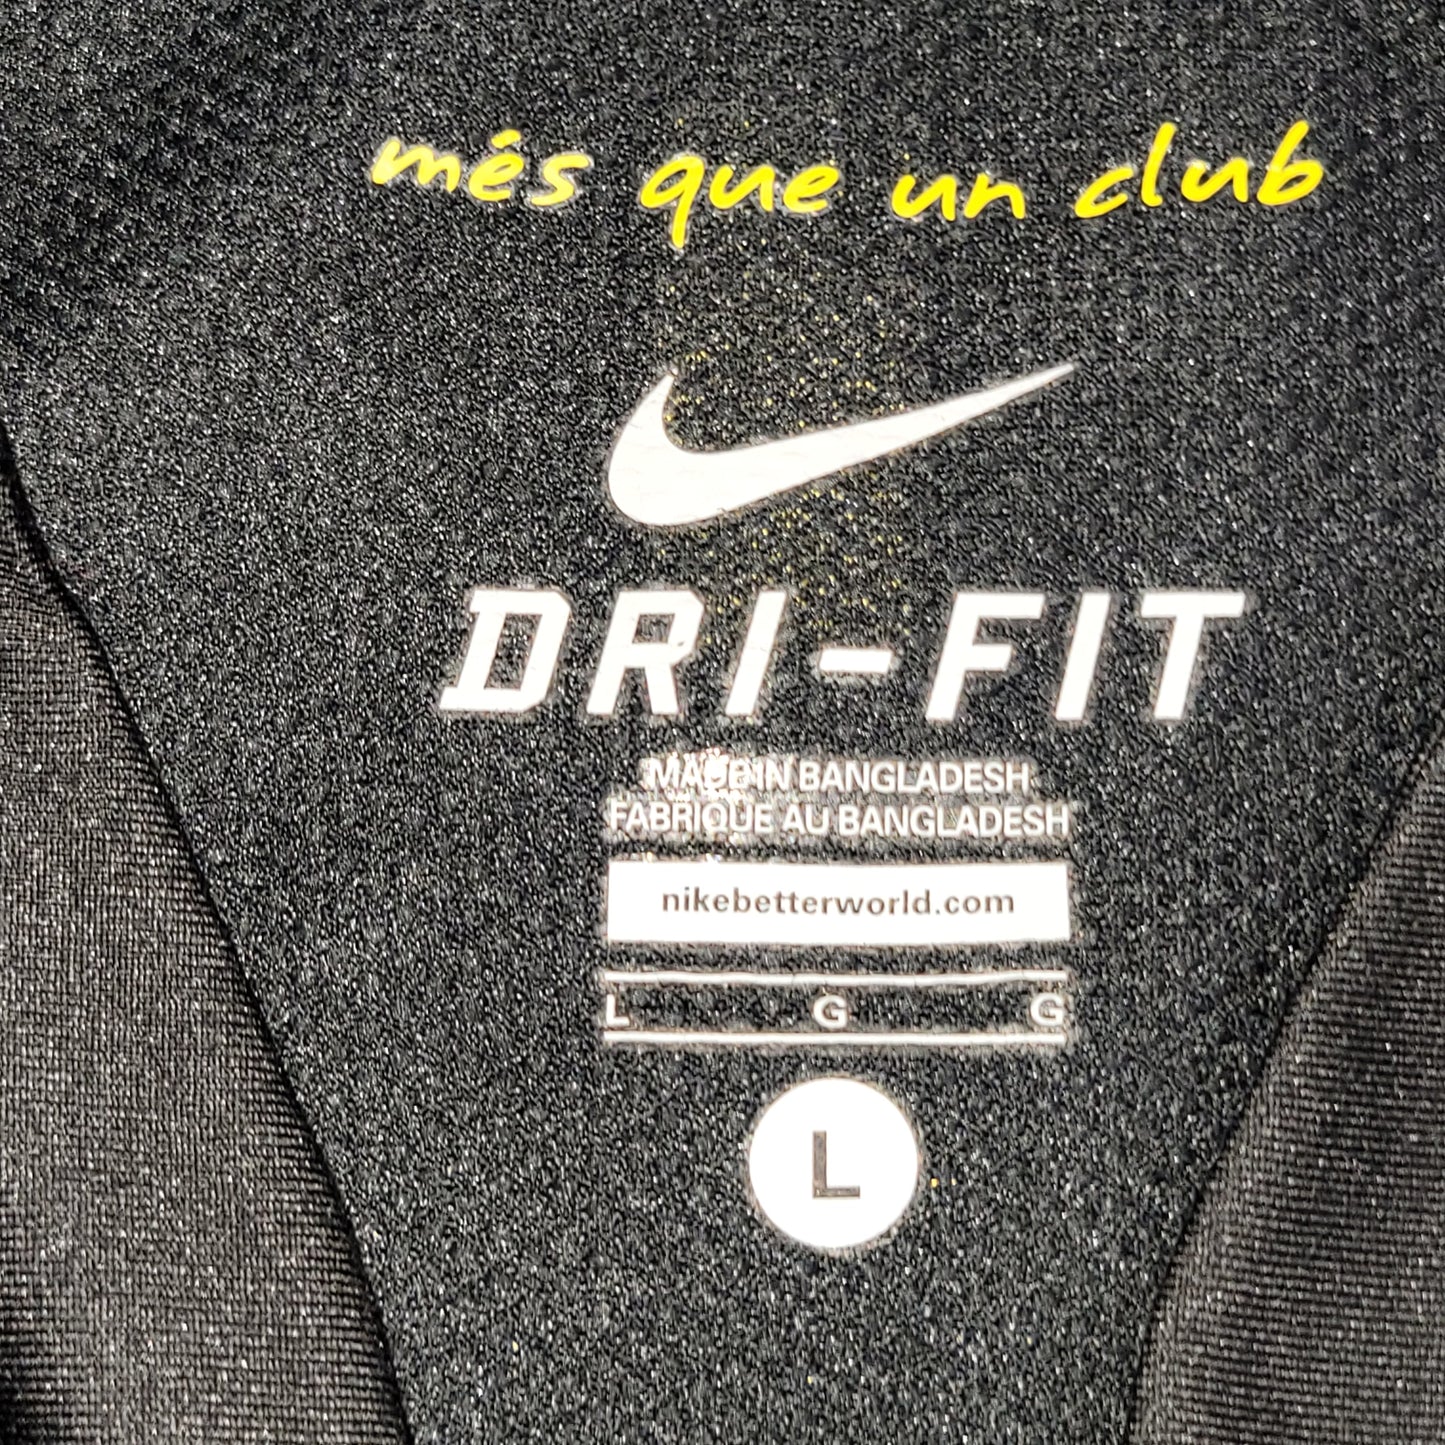 més que un club
DRI-FIT
MADE IN BANGLADESH
FABRIQUE AU BANGLADESH
nikebetterworld.com
L G G
L